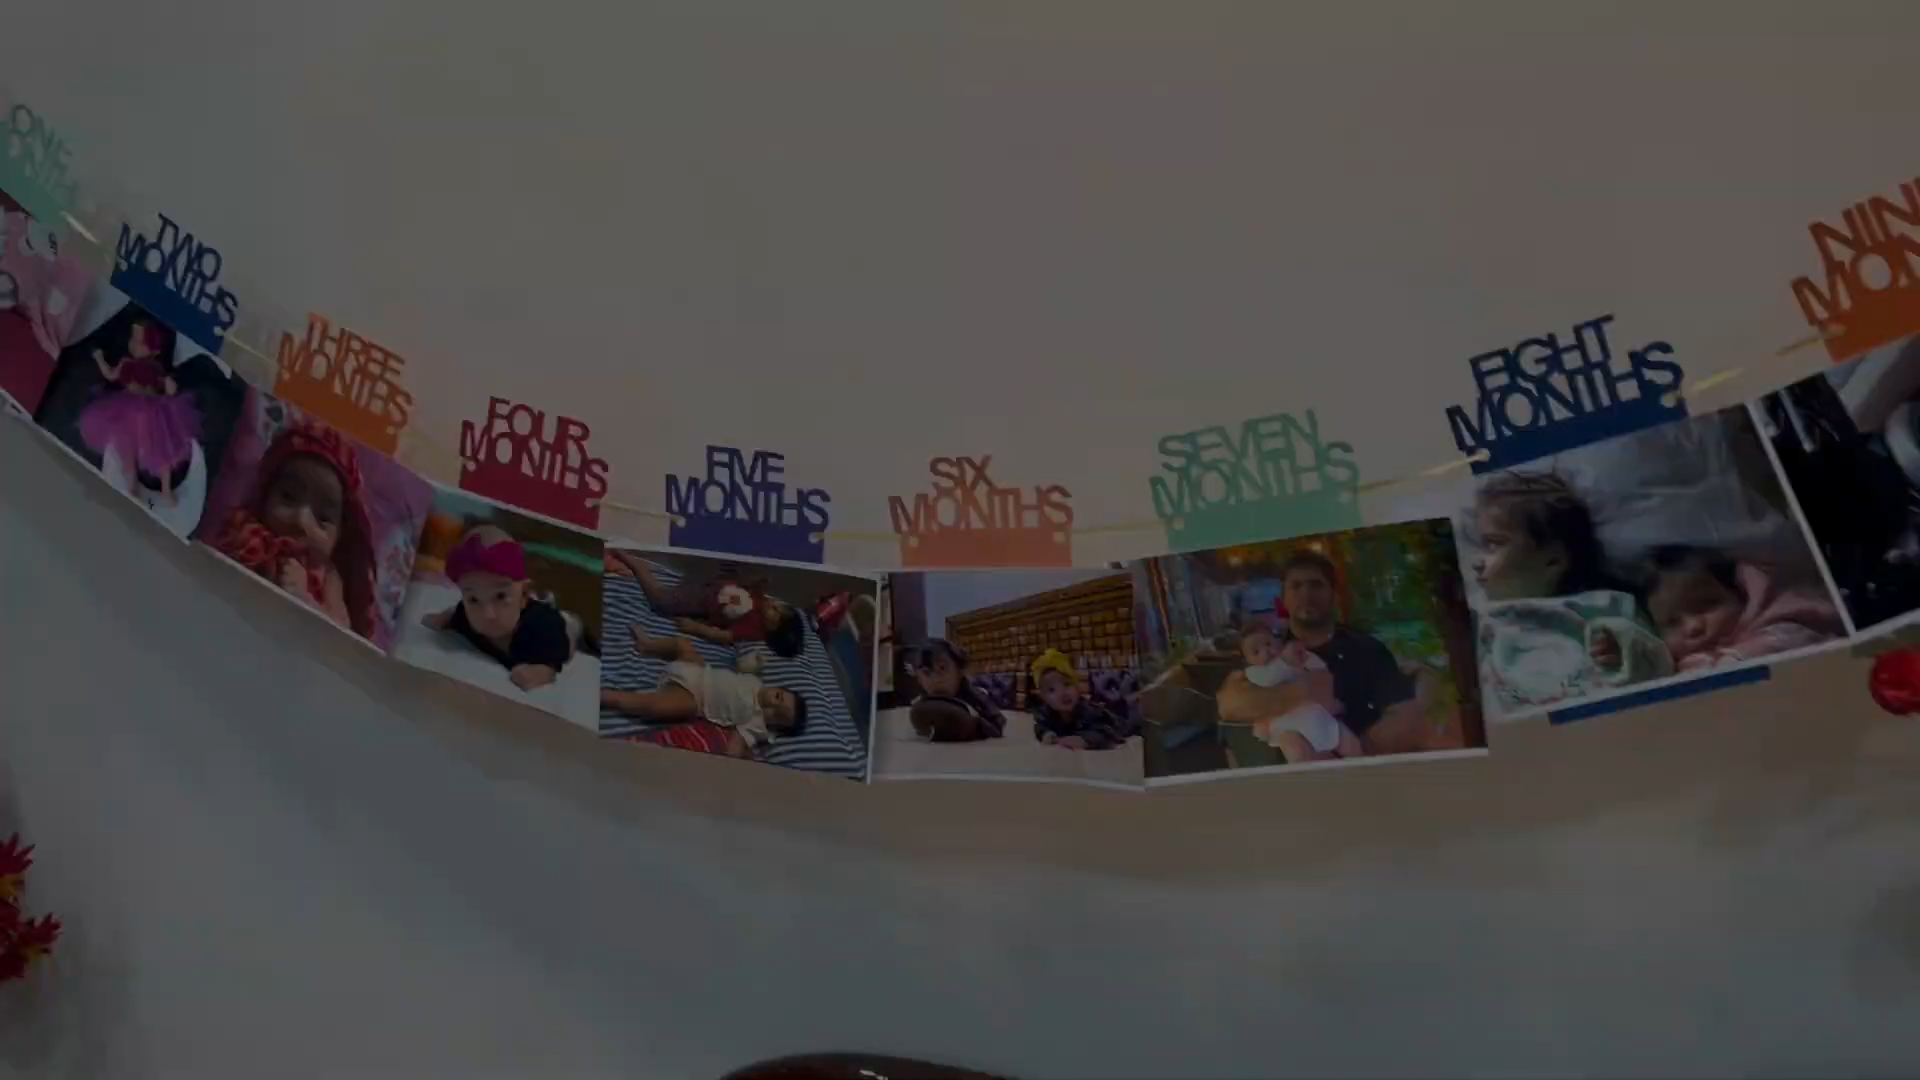 ONE
MONTH
TWO
MONTHS
THREE
MONTHS
FOUR
MONTHS
FIVE
MONTHS
SIX
MONTHS
SEVEN
MONTHS
EIGHT
MONTHS